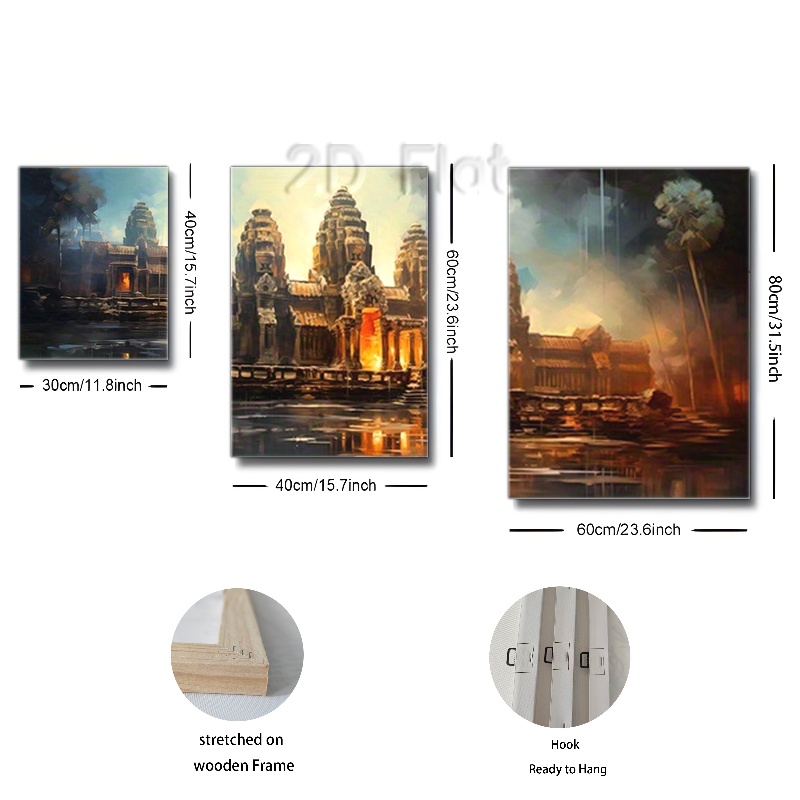 2D Flat
40cm/15.7inch
30cm/11.8inch
60cm/23.6inch
40cm/15.7inch
80cm/31.5inch
60cm/23.6inch
stretched on
wooden Frame
Hook
Ready to Hang